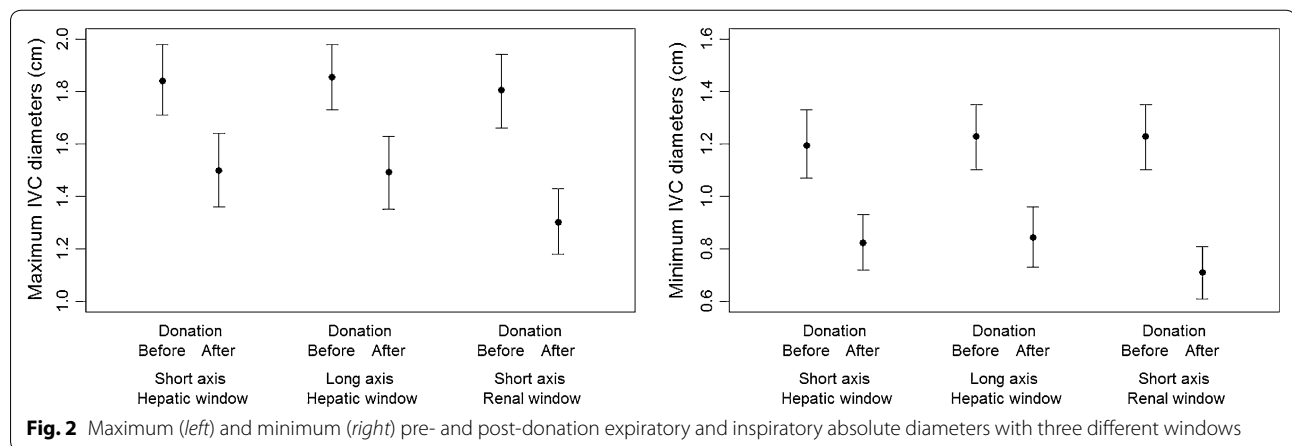 Maximum IVC diameters (cm)
2.0
1.8
1.6
1.4
1.2
1.0
Donation Donation Donation
Before After Before After Before After
Short axis Long axis Short axis
Hepatic window Hepatic window Renal window
Minimum IVC diameters (cm)
1.6
1.4
1.2
1.0
0.8
0.6
Donation Donation Donation
Before After Before After Before After
Short axis Long axis Short axis
Hepatic window Hepatic window Renal window
Fig. 2 Maximum (left) and minimum (right) pre- and post-donation expiratory and inspiratory absolute diameters with three different windows